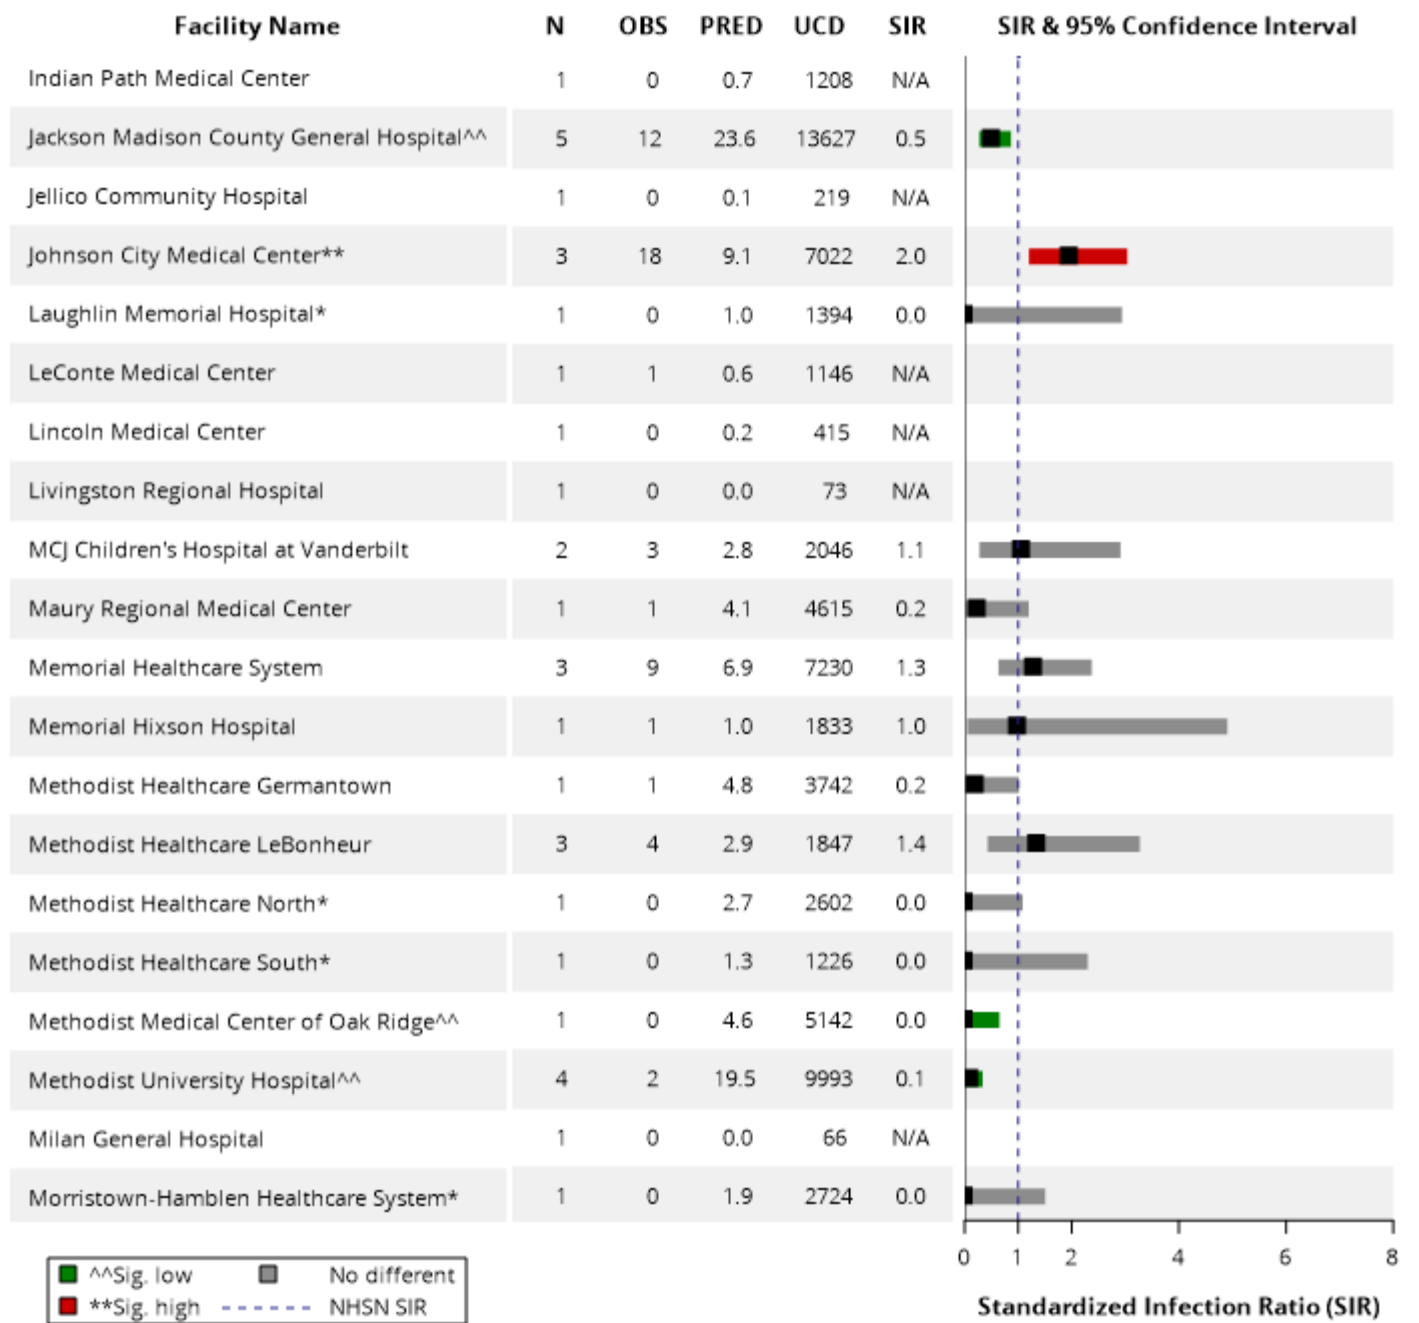 Facility Name N OBS PRED UCD SIR SIR & 95% Confidence Interval
Indian Path Medical Center 1 0 0.7 1208 N/A
Jackson Madison County General Hospital^^ 5 12 23.6 13627 0.5
Jellico Community Hospital 1 0 0.1 219 N/A
Johnson City Medical Center** 3 18 9.1 7022 2.0
Laughlin Memorial Hospital* 1 0 1.0 1394 0.0
LeConte Medical Center 1 1 0.6 1146 N/A
Lincoln Medical Center 1 0 0.2 415 N/A
Livingston Regional Hospital 1 0 0.0 73 N/A
MCJ Children's Hospital at Vanderbilt 2 3 2.8 2046 1.1
Maury Regional Medical Center 1 1 4.1 4615 0.2
Memorial Healthcare System 3 9 6.9 7230 1.3
Memorial Hixson Hospital 1 1 1.0 1833 1.0
Methodist Healthcare Germantown 1 1 4.8 3742 0.2
Methodist Healthcare LeBonheur 3 4 2.9 1847 1.4
Methodist Healthcare North* 1 0 2.7 2602 0.0
Methodist Healthcare South* 1 0 1.3 1226 0.0
Methodist Medical Center of Oak Ridge^^ 1 0 4.6 5142 0.0
Methodist University Hospital^^ 4 2 19.5 9993 0.1
Milan General Hospital 1 0 0.0 66 N/A
Morristown-Hamblen Healthcare System* 1 0 1.9 2724 0.0
0 1 2 4 6 8
^^Sig. low No different
**Sig. high NHSN SIR
Standardized Infection Ratio (SIR)